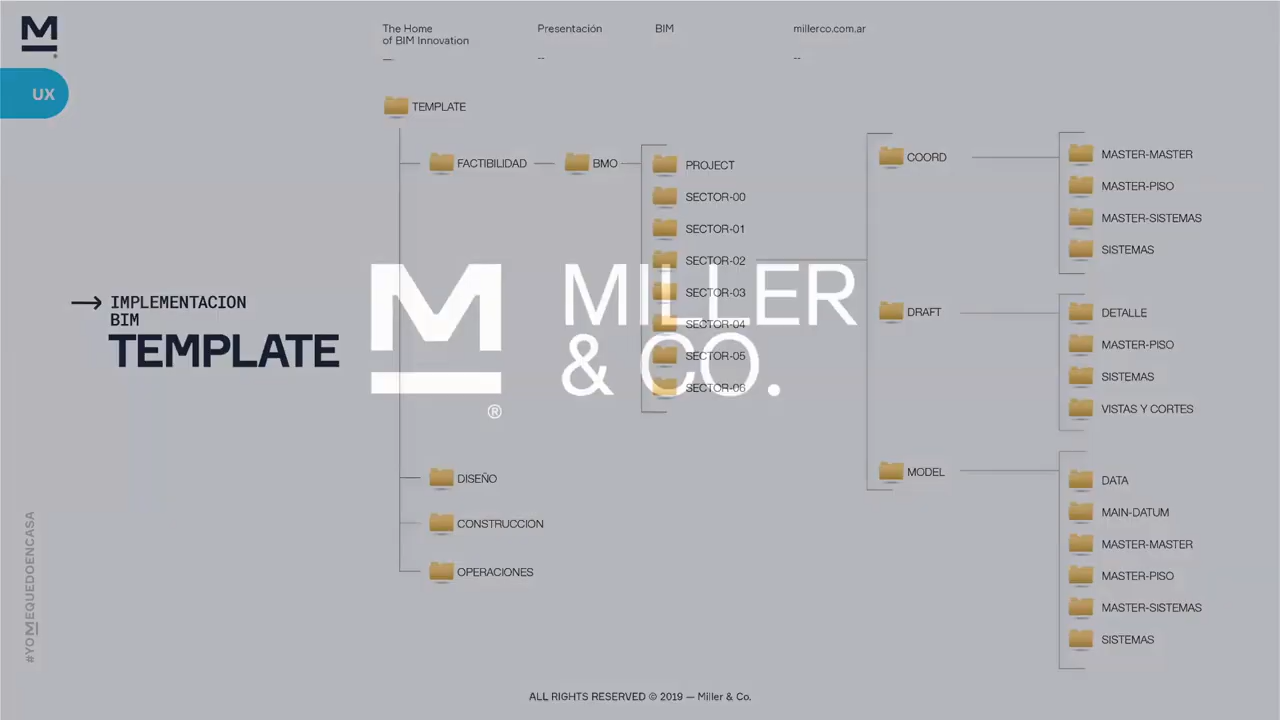 M
UX
The Home
of BIM Innovation
Presentación
--
BIM
millercо.com.ar
--
IMPLEMENTACION
BIM
TEMPLATE
TEMPLATE
FACTIBILIDAD
BMO
PROJECT
SECTOR-00
SECTOR-01
SECTOR-02
SECTOR-03
SECTOR-04
SECTOR-05
SECTOR-06
DISEÑO
CONSTRUCCION
OPERACIONES
COORD
MASTER-MASTER
MASTER-PISO
MASTER-SISTEMAS
SISTEMAS
DRAFT
DETALLE
MASTER-PISO
SISTEMAS
VISTAS Y CORTES
MODEL
DATA
MAIN-DATUM
MASTER-MASTER
MASTER-PISO
MASTER-SISTEMAS
SISTEMAS
M ®
MILLER
& CO.
#YOMEQUEDOENCASA
ALL RIGHTS RESERVED © 2019 — Miller & Co.